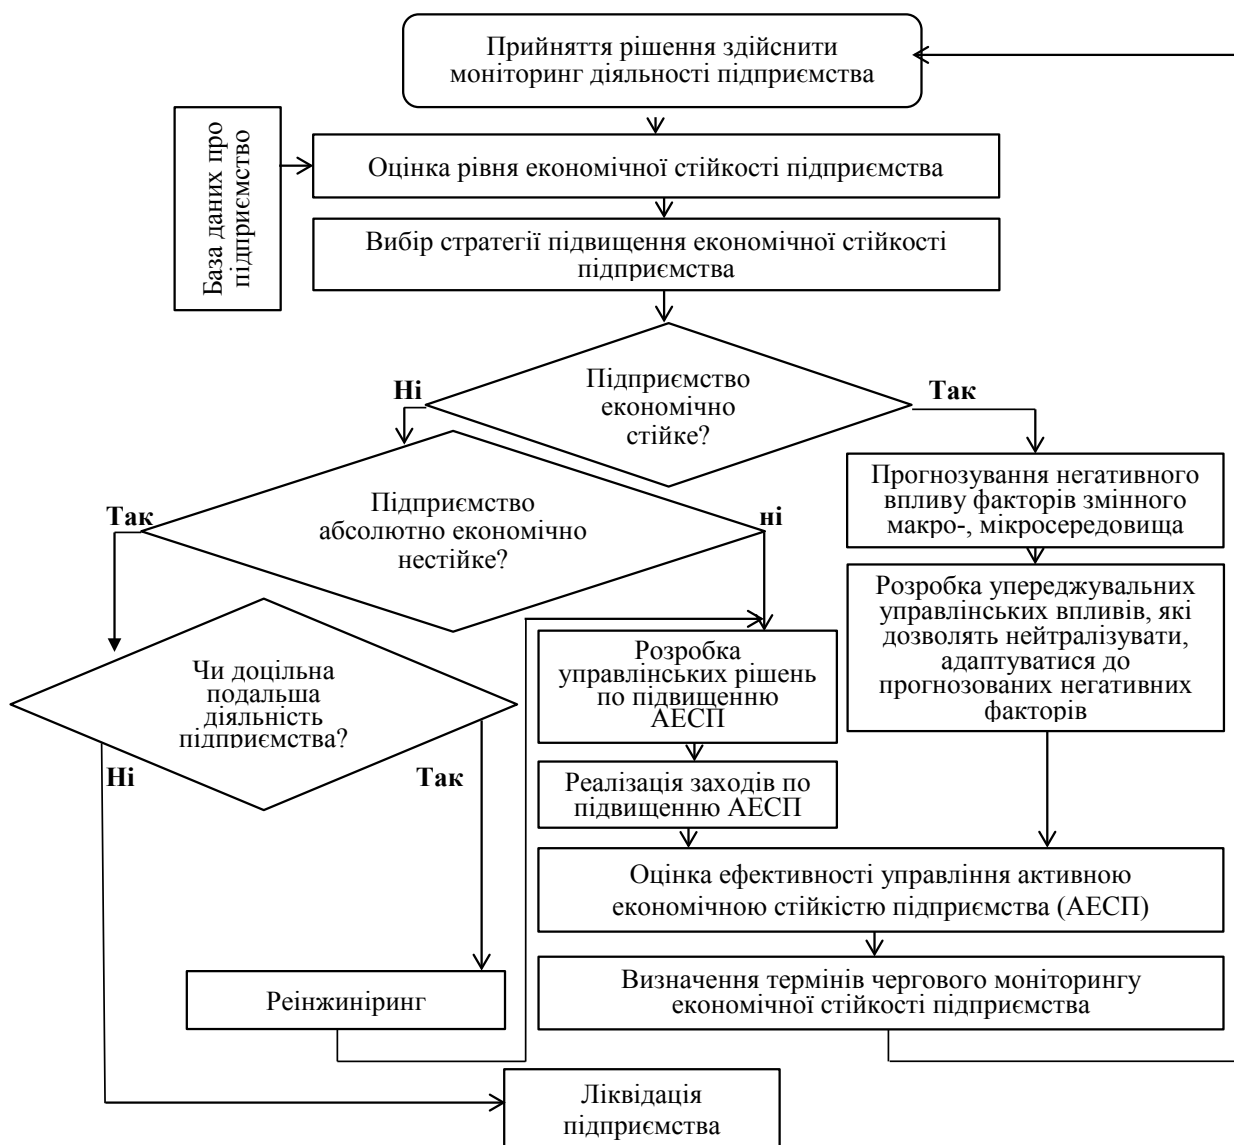 Прийняття рішення здійснити
моніторинг діяльності підприємства
База даних про
підприємство
Оцінка рівня економічної стійкості підприємства
Вибір стратегії підвищення економічної стійкості
підприємства
Підприємство
економічно
стійке?
Ні
Так
Підприємство
абсолютно економічно
нестійке?
Так
ні
Прогнозування негативного
впливу факторів змінного
макро-, мікросередовища
Розробка упереджувальних
управлінських впливів, які
дозволять нейтралізувати,
адаптуватися до
прогнозованих негативних
факторів
Чи доцільна
подальша
діяльність
підприємства?
Ні
Так
Розробка
управлінських рішень
по підвищенню
АЕСП
Реалізація заходів по
підвищенню АЕСП
Оцінка ефективності управління активною
економічною стійкістю підприємства (АЕСП)
Визначення термінів чергового моніторингу
економічної стійкості підприємства
Реінжиніринг
Ліквідація
підприємства